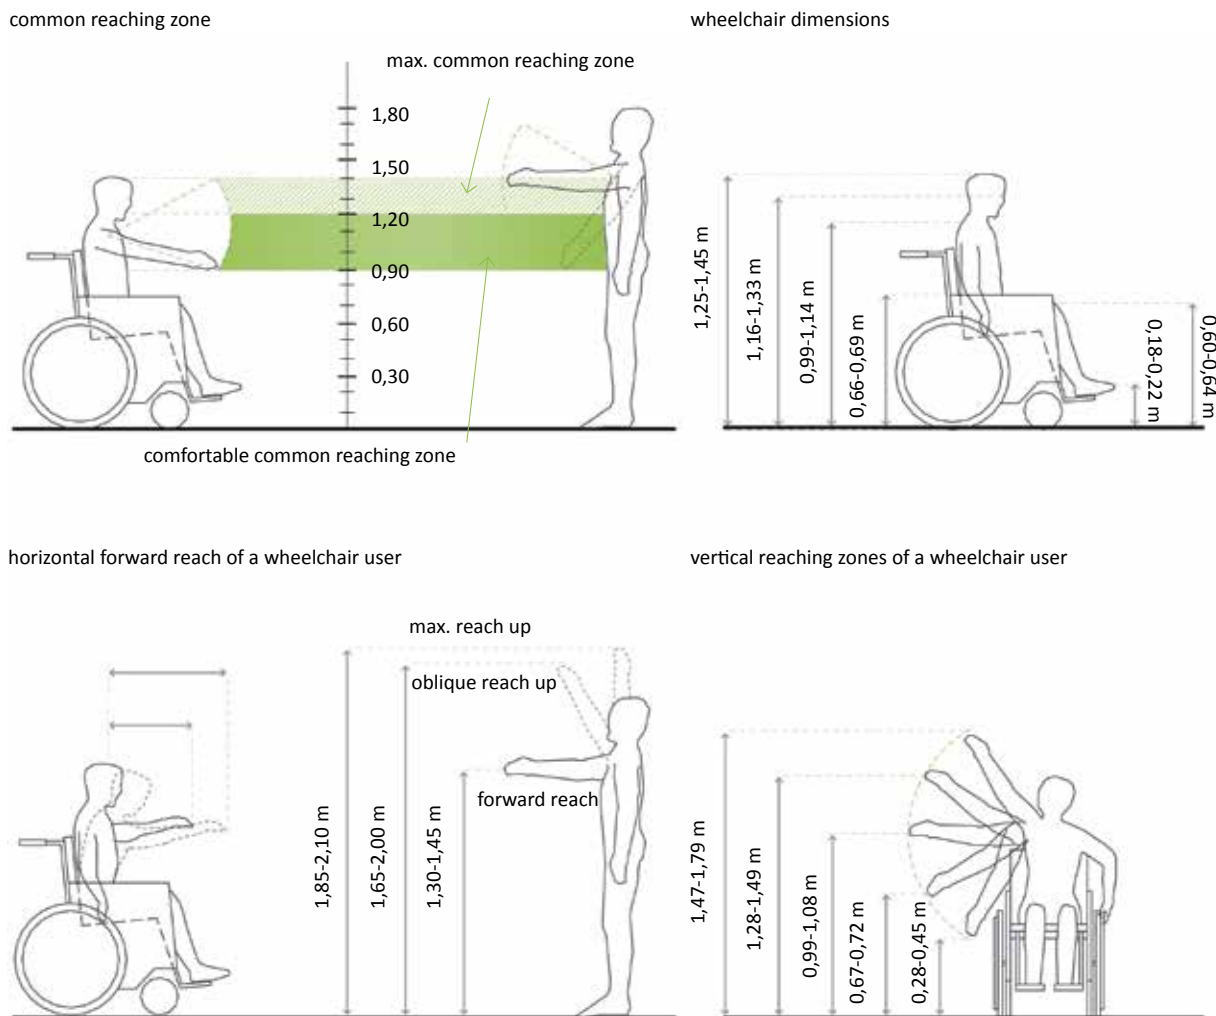 common reaching zone
max. common reaching zone
1,80
1,50
1,20
0,90
0,60
0,30
comfortable common reaching zone
wheelchair dimensions
1,25-1,45 m
1,16-1,33 m
0,99-1,14 m
0,66-0,69 m
0,18-0,22 m
0,60-0,64 m
horizontal forward reach of a wheelchair user
max. reach up
oblique reach up
forward reach
1,85-2,10 m
1,65-2,00 m
1,30-1,45 m
vertical reaching zones of a wheelchair user
1,47-1,79 m
1,28-1,49 m
0,99-1,08 m
0,67-0,72 m
0,28-0,45 m